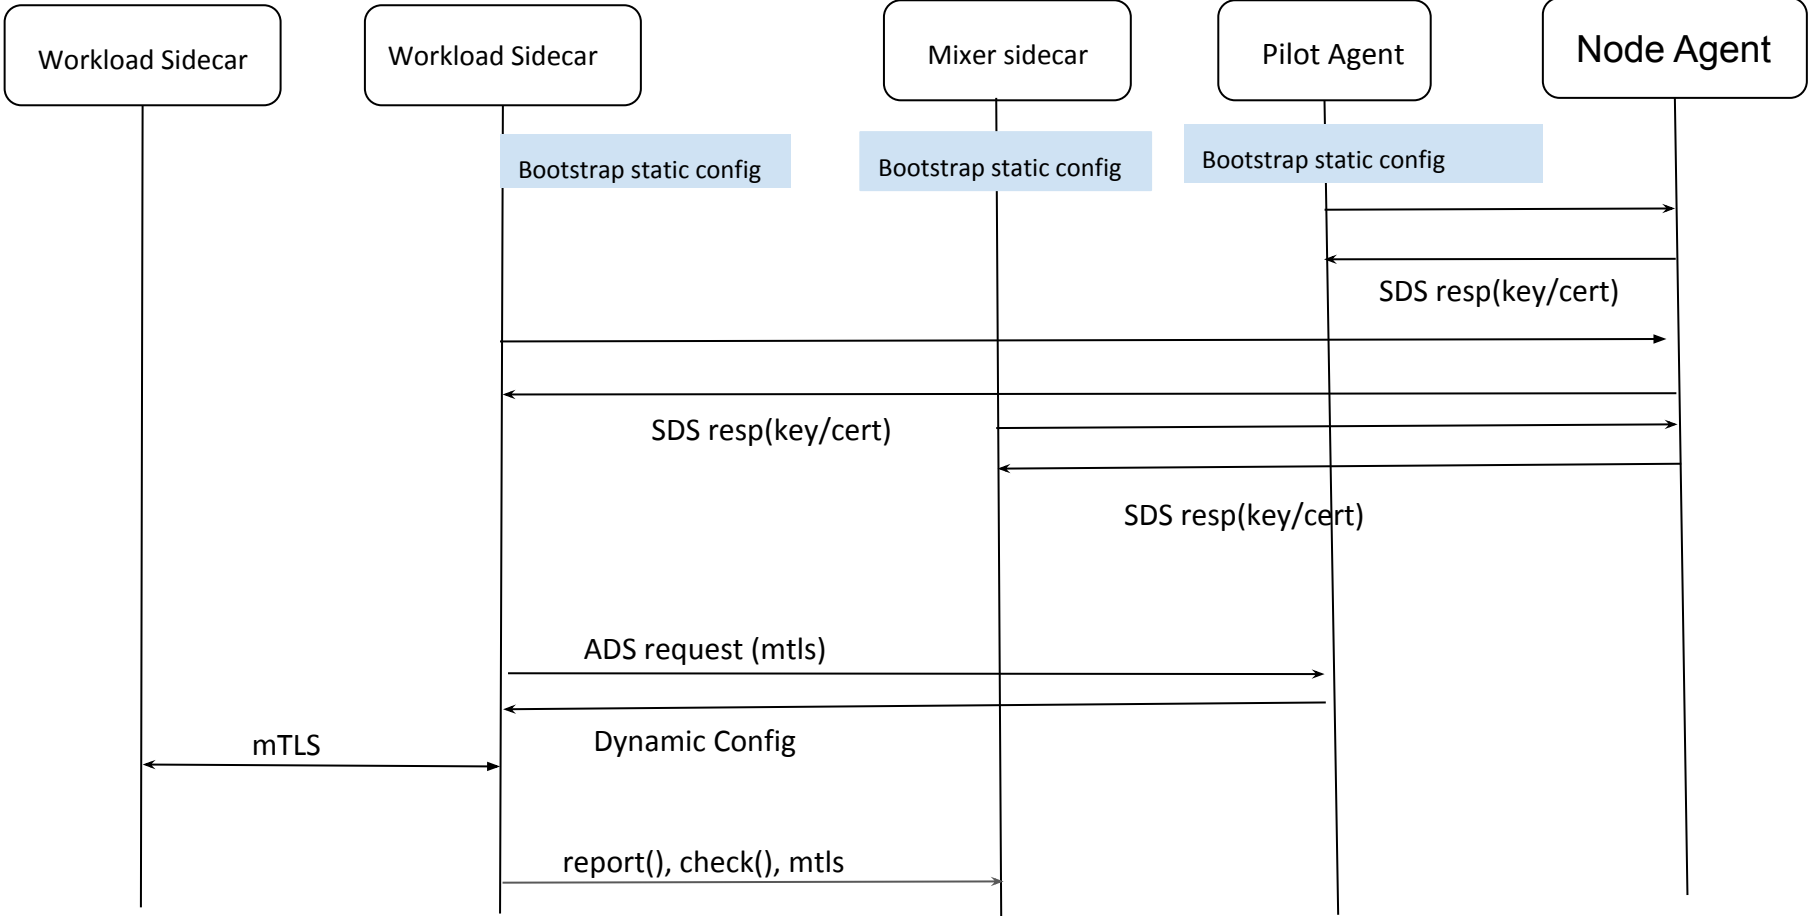 Workload Sidecar
Workload Sidecar
Mixer sidecar
Pilot Agent
Node Agent
Bootstrap static config
Bootstrap static config
Bootstrap static config
SDS resp(key/cert)
SDS resp(key/cert)
SDS resp(key/cert)
ADS request (mtls)
Dynamic Config
mTLS
report(), check(), mtls